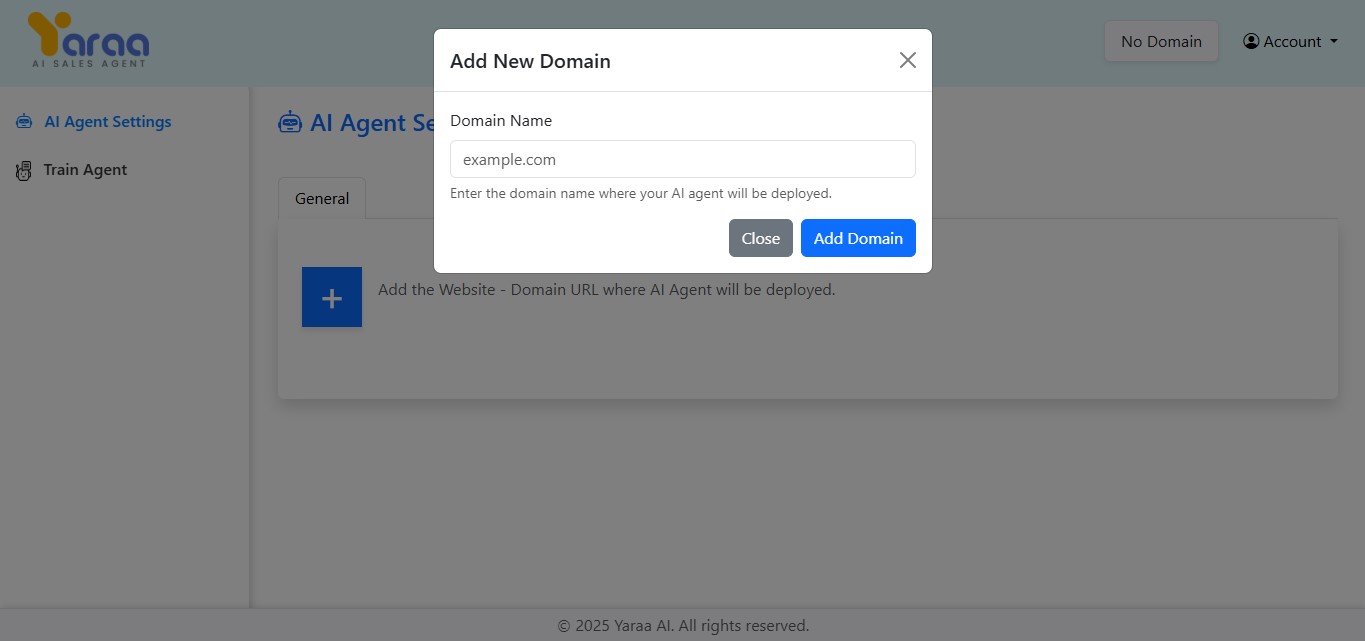 Yaraa
AI SALES AGENT
No Domain
Account
AI Agent Settings
Train Agent
AI Agent Se
General
Add New Domain
Domain Name
example.com
Enter the domain name where your AI agent will be deployed.
Close
Add Domain
+
Add the Website - Domain URL where AI Agent will be deployed.
© 2025 Yaraa AI. All rights reserved.